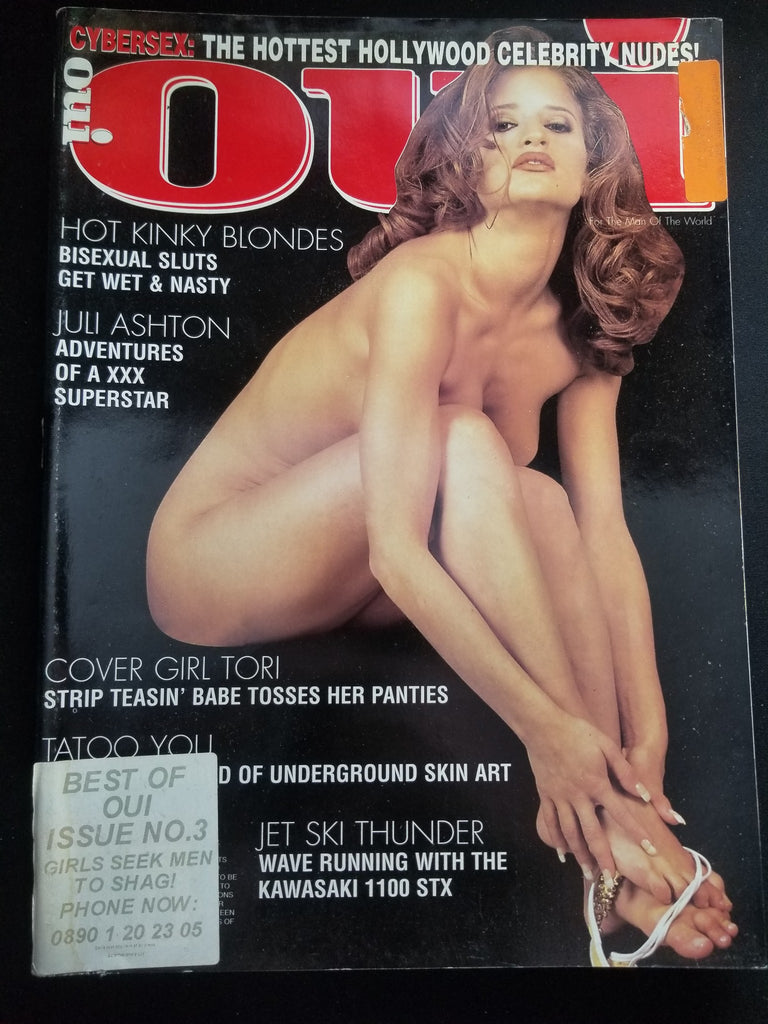 CYBERSEX: THE HOTTEST HOLLYWOOD CELEBRITY NUDES!
oui
oui
For The Man Of The World
HOT KINKY BLONDES
BISEXUAL SLUTS
GET WET & NASTY
JULI ASHTON
ADVENTURES
OF A XXX
SUPERSTAR
COVER GIRL TORI
STRIP TEASIN' BABE TOSSES HER PANTIES
TATOO YOU
D OF UNDERGROUND SKIN ART
BEST OF
OUI
ISSUE NO.3
GIRLS SEEK MEN
TO SHAG!
PHONE NOW:
0890 1 20 23 05
JET SKI THUNDER
WAVE RUNNING WITH THE
KAWASAKI 1100 STX